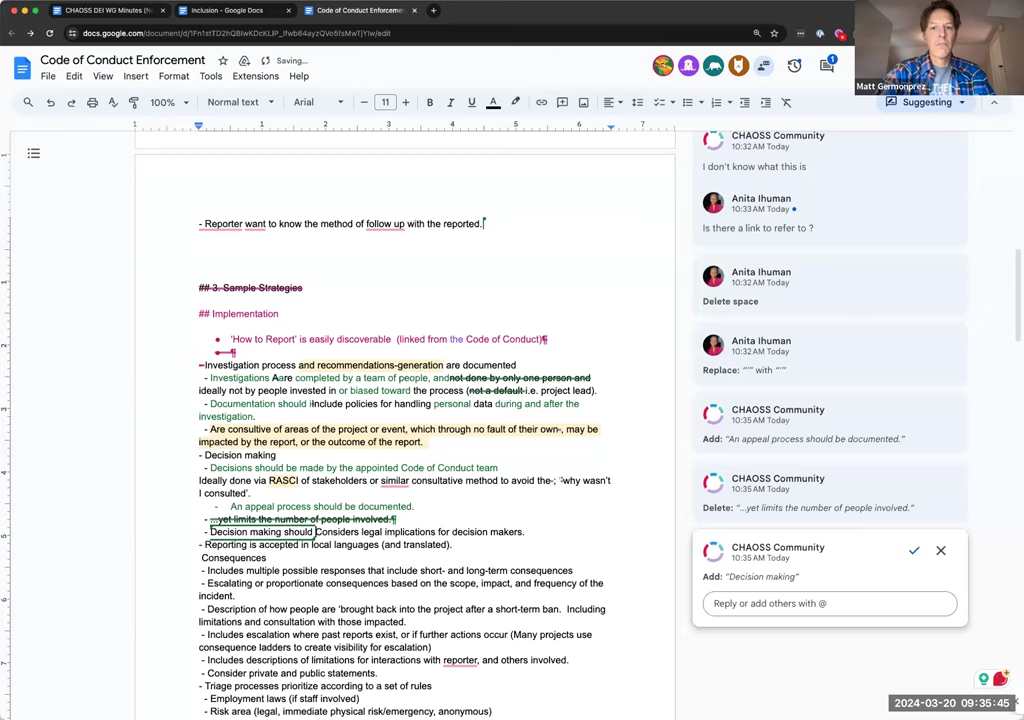 CHAOSS DEI WG Minutes (N
Inclusion - Google Docs
Code of Conduct Enforcemen
docs.google.com/document/d/1Fn1stTD2hQBIwKDcKLIP_lfwb64ayzQVo5fsMwTjYlw/edit
Code of Conduct Enforcement
Saving...
File Edit View Insert Format Tools Extensions Help
1
Matt Germonprez
100%
Normal text
Arial
11
Suggesting
1 1 2 3 4 5 6 7
- Reporter want to know the method of follow up with the reported.
## 3. Sample Strategies
## Implementation
● 'How to Report' is easily discoverable (linked from the Code of Conduct)¶
● ¶
-Investigation process and recommendations-generation are documented
- Investigations Aare completed by a team of people, andnot done by only one person and
ideally not by people invested in or biased toward the process (not a default i.e. project lead).
- Documentation should iInclude policies for handling personal data during and after the
investigation.
- Are consultive of areas of the project or event, which through no fault of their own-, may be
impacted by the report, or the outcome of the report.
- Decision making
- Decisions should be made by the appointed Code of Conduct team
Ideally done via RASCI of stakeholders or similar consultative method to avoid the-; '"why wasn't
I consulted'.
- An appeal process should be documented.
- ...yet limits the number of people involved.¶
- Decision making should Considers legal implications for decision makers.
- Reporting is accepted in local languages (and translated).
Consequences
- Includes multiple possible responses that include short- and long-term consequences
- Escalating or proportionate consequences based on the scope, impact, and frequency of the
incident.
- Description of how people are 'brought back into the project after a short-term ban. Including
limitations and consultation with those impacted.
- Includes escalation where past reports exist, or if further actions occur (Many projects use
consequence ladders to create visibility for escalation)
- Includes descriptions of limitations for interactions with reporter, and others involved.
- Consider private and public statements.
- Triage processes prioritize according to a set of rules
- Employment laws (if staff involved)
- Risk area (legal, immediate physical risk/emergency, anonymous)
CHAOSS Community
10:32 AM Today
I don't know what this is
Anita Ihuman
10:33 AM Today
Is there a link to refer to ?
Anita Ihuman
10:32 AM Today
Delete space
Anita Ihuman
10:32 AM Today
Replace: "'" with "'"
CHAOSS Community
10:35 AM Today
Add: "An appeal process should be documented."
CHAOSS Community
10:35 AM Today
Delete: "...yet limits the number of people involved."
CHAOSS Community
10:35 AM Today
Add: "Decision making"
Reply or add others with @
2024-03-20 09:35:45